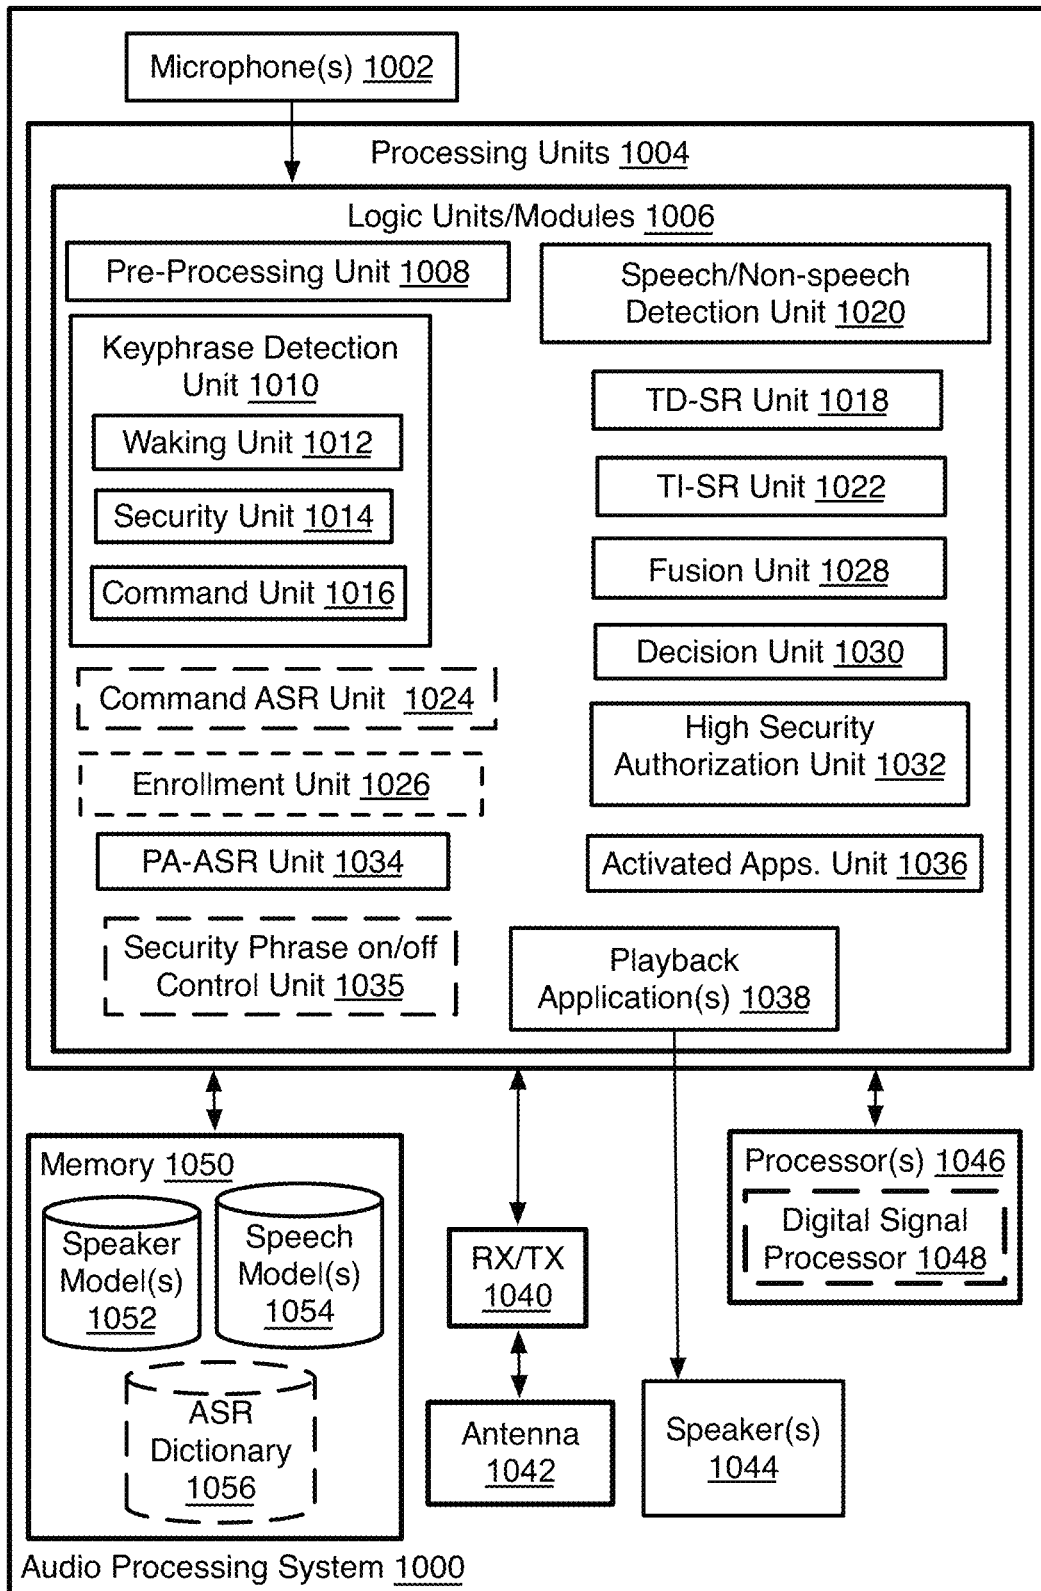 Microphone(s) 1002
Processing Units 1004
Logic Units/Modules 1006
Pre-Processing Unit 1008
Keyphrase Detection
Unit 1010
Waking Unit 1012
Security Unit 1014
Command Unit 1016
Command ASR Unit 1024
Enrollment Unit 1026
PA-ASR Unit 1034
Security Phrase on/off
Control Unit 1035
Speech/Non-speech
Detection Unit 1020
TD-SR Unit 1018
TI-SR Unit 1022
Fusion Unit 1028
Decision Unit 1030
High Security
Authorization Unit 1032
Activated Apps. Unit 1036
Playback
Application(s) 1038
Memory 1050
Speaker
Model(s)
1052
Speech
Model(s)
1054
ASR
Dictionary
1056
RX/TX
1040
Antenna
1042
Speaker(s)
1044
Processor(s) 1046
Digital Signal
Processor 1048
Audio Processing System 1000